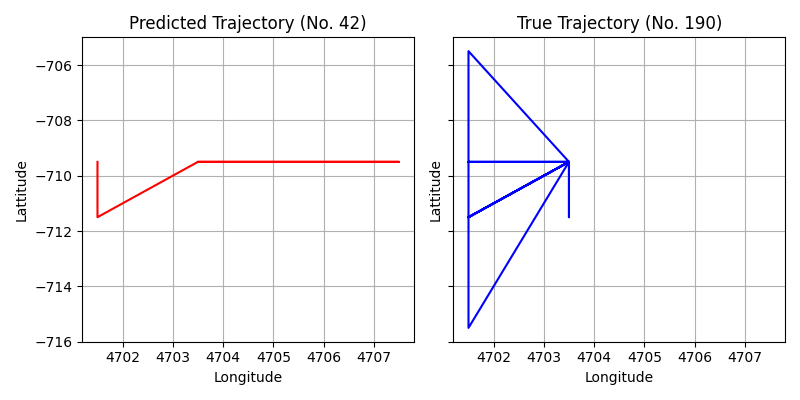 Predicted Trajectory (No. 42)
True Trajectory (No. 190)
−706
−708
−710
−712
−714
−716
Lattitude
Lattitude
4702 4703 4704 4705 4706 4707
4702 4703 4704 4705 4706 4707
Longitude
Longitude